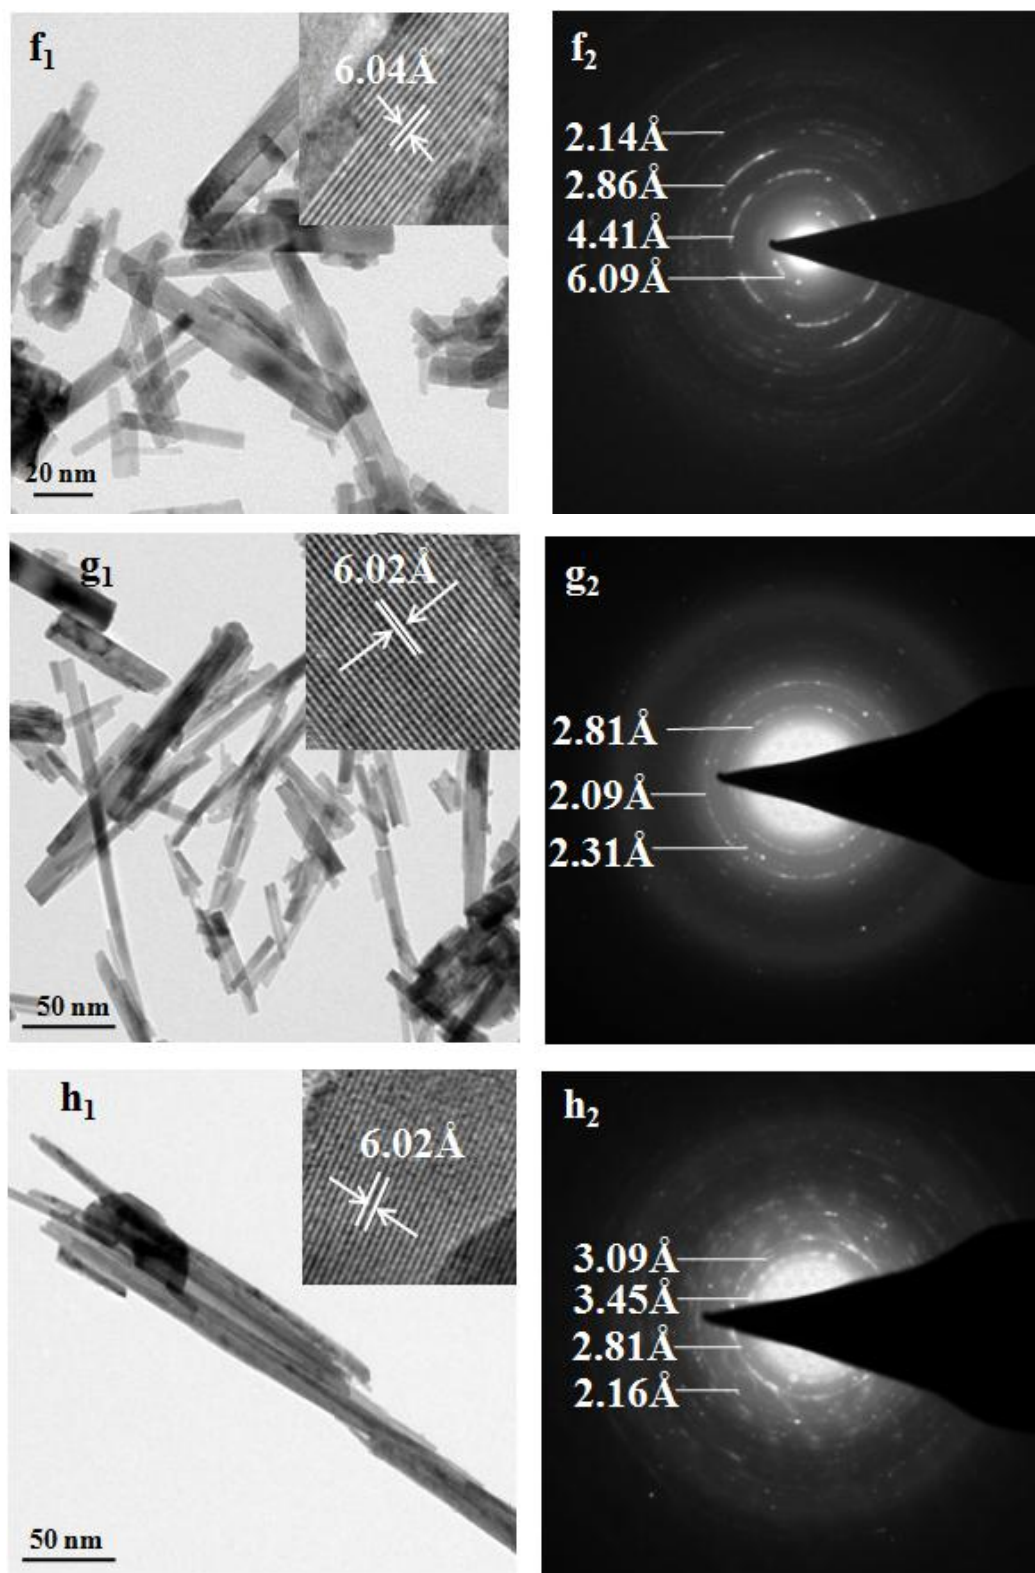 f1
6.04Å
20 nm
f2
2.14Å
2.86Å
4.41Å
6.09Å
g1
6.02Å
50 nm
g2
2.81Å
2.09Å
2.31Å
h1
6.02Å
50 nm
h2
3.09Å
3.45Å
2.81Å
2.16Å